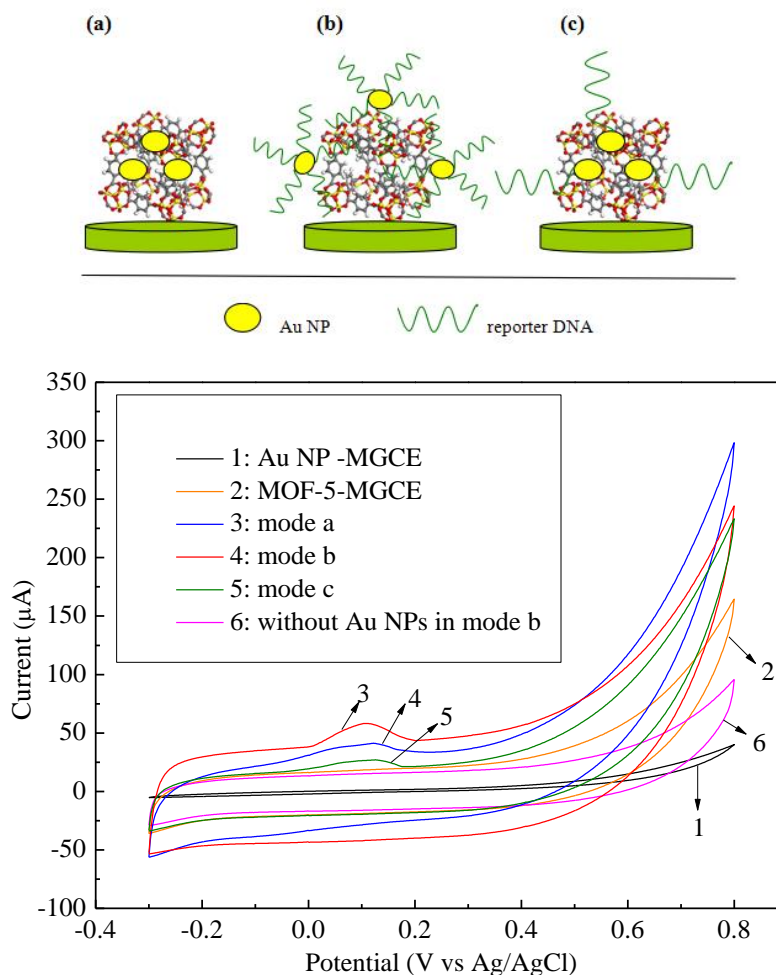 (a) (b) (c)
Au NP reporter DNA
350
300
250
200
150
100
50
0
-50
-100
Current (µA)
1: Au NP -MGCE
2: MOF-5-MGCE
3: mode a
4: mode b
5: mode c
6: without Au NPs in mode b
3
4
5
2
6
1
-0.4 -0.2 0.0 0.2 0.4 0.6 0.8
Potential (V vs Ag/AgCl)